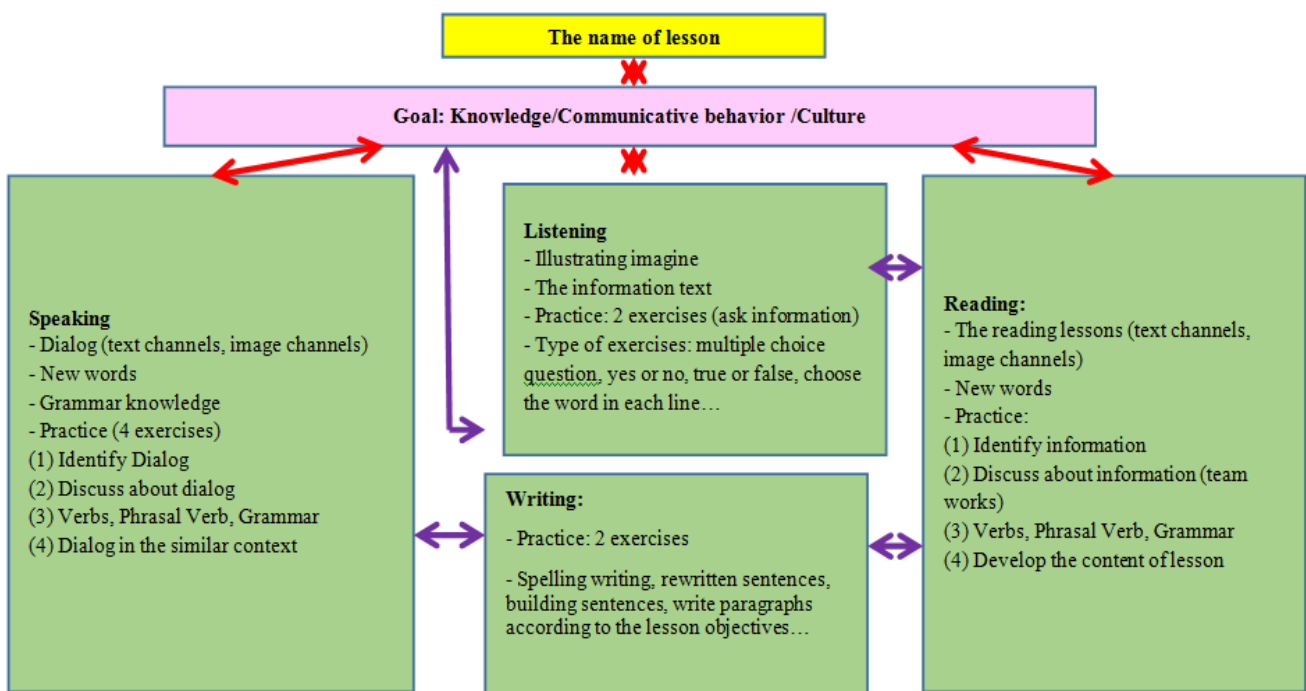 The name of lesson
Goal: Knowledge/Communicative behavior /Culture
Speaking
- Dialog (text channels, image channels)
- New words
- Grammar knowledge
- Practice (4 exercises)
(1) Identify Dialog
(2) Discuss about dialog
(3) Verbs, Phrasal Verb, Grammar
(4) Dialog in the similar context
Listening
- Illustrating imagine
- The information text
- Practice: 2 exercises (ask information)
- Type of exercises: multiple choice
question, yes or no, true or false, choose
the word in each line…
Writing:
- Practice: 2 exercises
- Spelling writing, rewritten sentences,
building sentences, write paragraphs
according to the lesson objectives…
Reading:
- The reading lessons (text channels,
image channels)
- New words
- Practice:
(1) Identify information
(2) Discuss about information (team
works)
(3) Verbs, Phrasal Verb, Grammar
(4) Develop the content of lesson